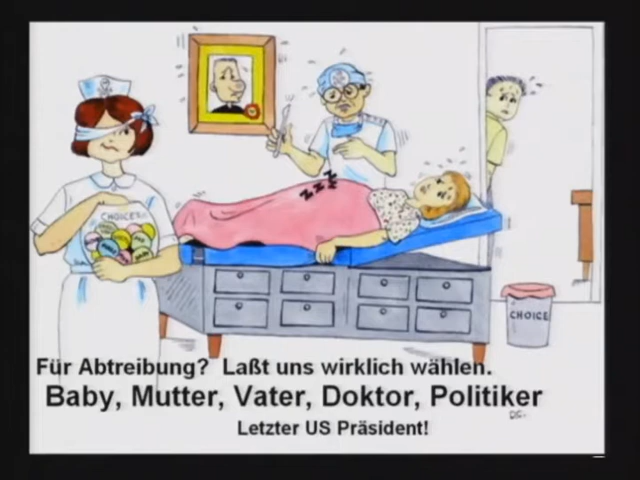 CHOICE
Z Z Z Z
CHOICE
Für Abtreibung? Laßt uns wirklich wählen.
Baby, Mutter, Vater, Doktor, Politiker
Letzter US Präsident!